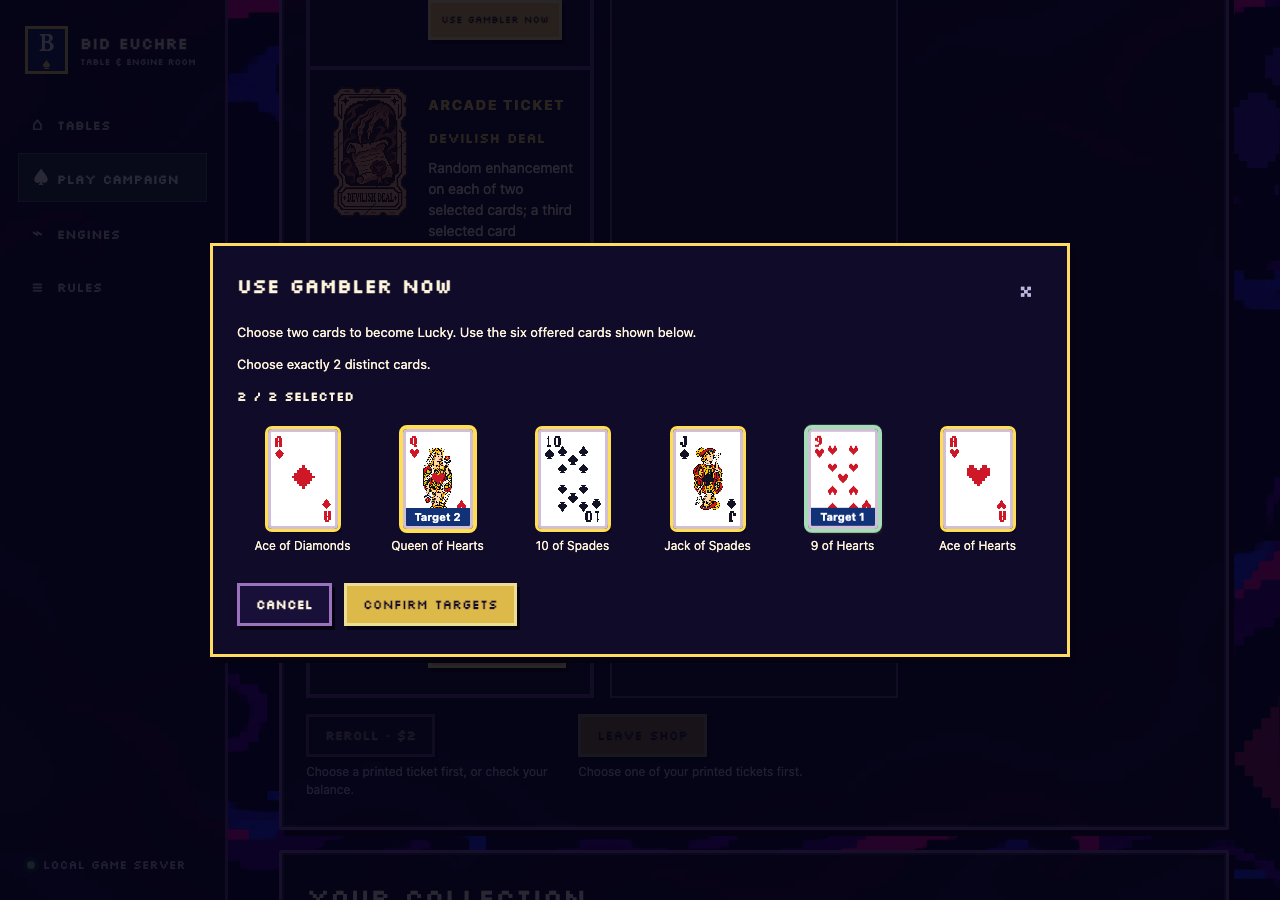 B
BID EUCHRE
TABLE & ENGINE ROOM
TABLES
PLAY CAMPAIGN
ENGINES
RULES
LOCAL GAME SERVER
USE GAMBLER NOW
ARCADE TICKET
DEVILISH DEAL
Random enhancement
on each of two
selected cards; a third
selected card
DEVILISH DEAL
USE GAMBLER NOW
Choose two cards to become Lucky. Use the six offered cards shown below.
Choose exactly 2 distinct cards.
2 / 2 SELECTED
A
A
Q
Target 2
10
10
J
J
9
Target 1
A
A
Ace of Diamonds
Queen of Hearts
10 of Spades
Jack of Spades
9 of Hearts
Ace of Hearts
CANCEL
CONFIRM TARGETS
REROLL · $2
LEAVE SHOP
Choose a printed ticket first, or check your
balance.
Choose one of your printed tickets first.
YOUR COLLECTION